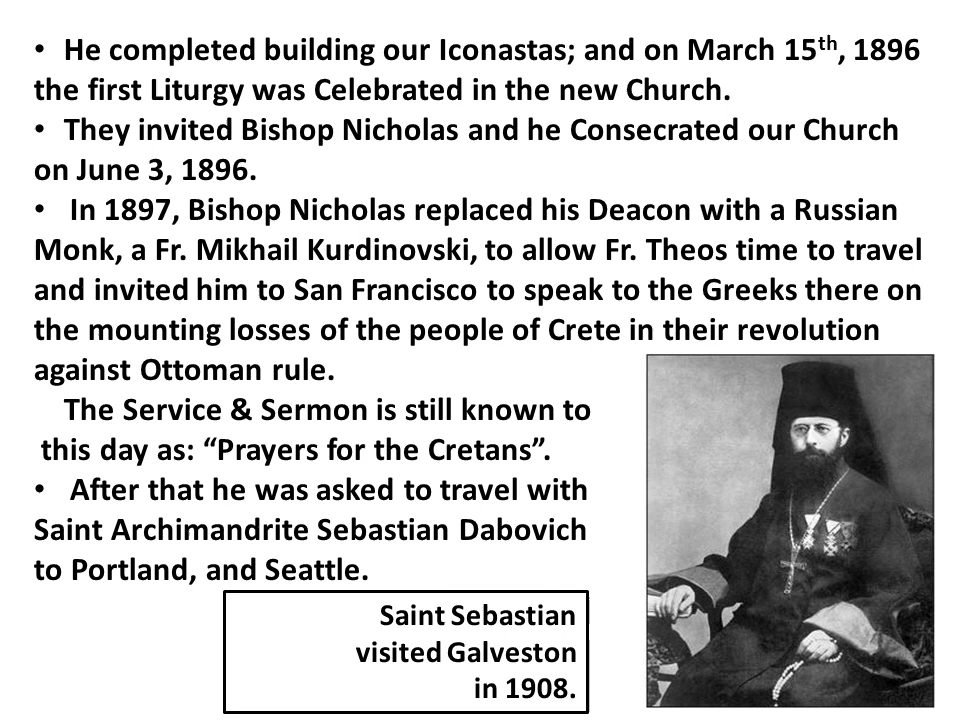 • He completed building our Iconastas; and on March 15th, 1896
the first Liturgy was Celebrated in the new Church.
• They invited Bishop Nicholas and he Consecrated our Church
on June 3, 1896.
• In 1897, Bishop Nicholas replaced his Deacon with a Russian
Monk, a Fr. Mikhail Kurdinovski, to allow Fr. Theos time to travel
and invited him to San Francisco to speak to the Greeks there on
the mounting losses of the people of Crete in their revolution
against Ottoman rule.
The Service & Sermon is still known to
this day as: “Prayers for the Cretans”.
• After that he was asked to travel with
Saint Archimandrite Sebastian Dabovich
to Portland, and Seattle.
Saint Sebastian
visited Galveston
in 1908.